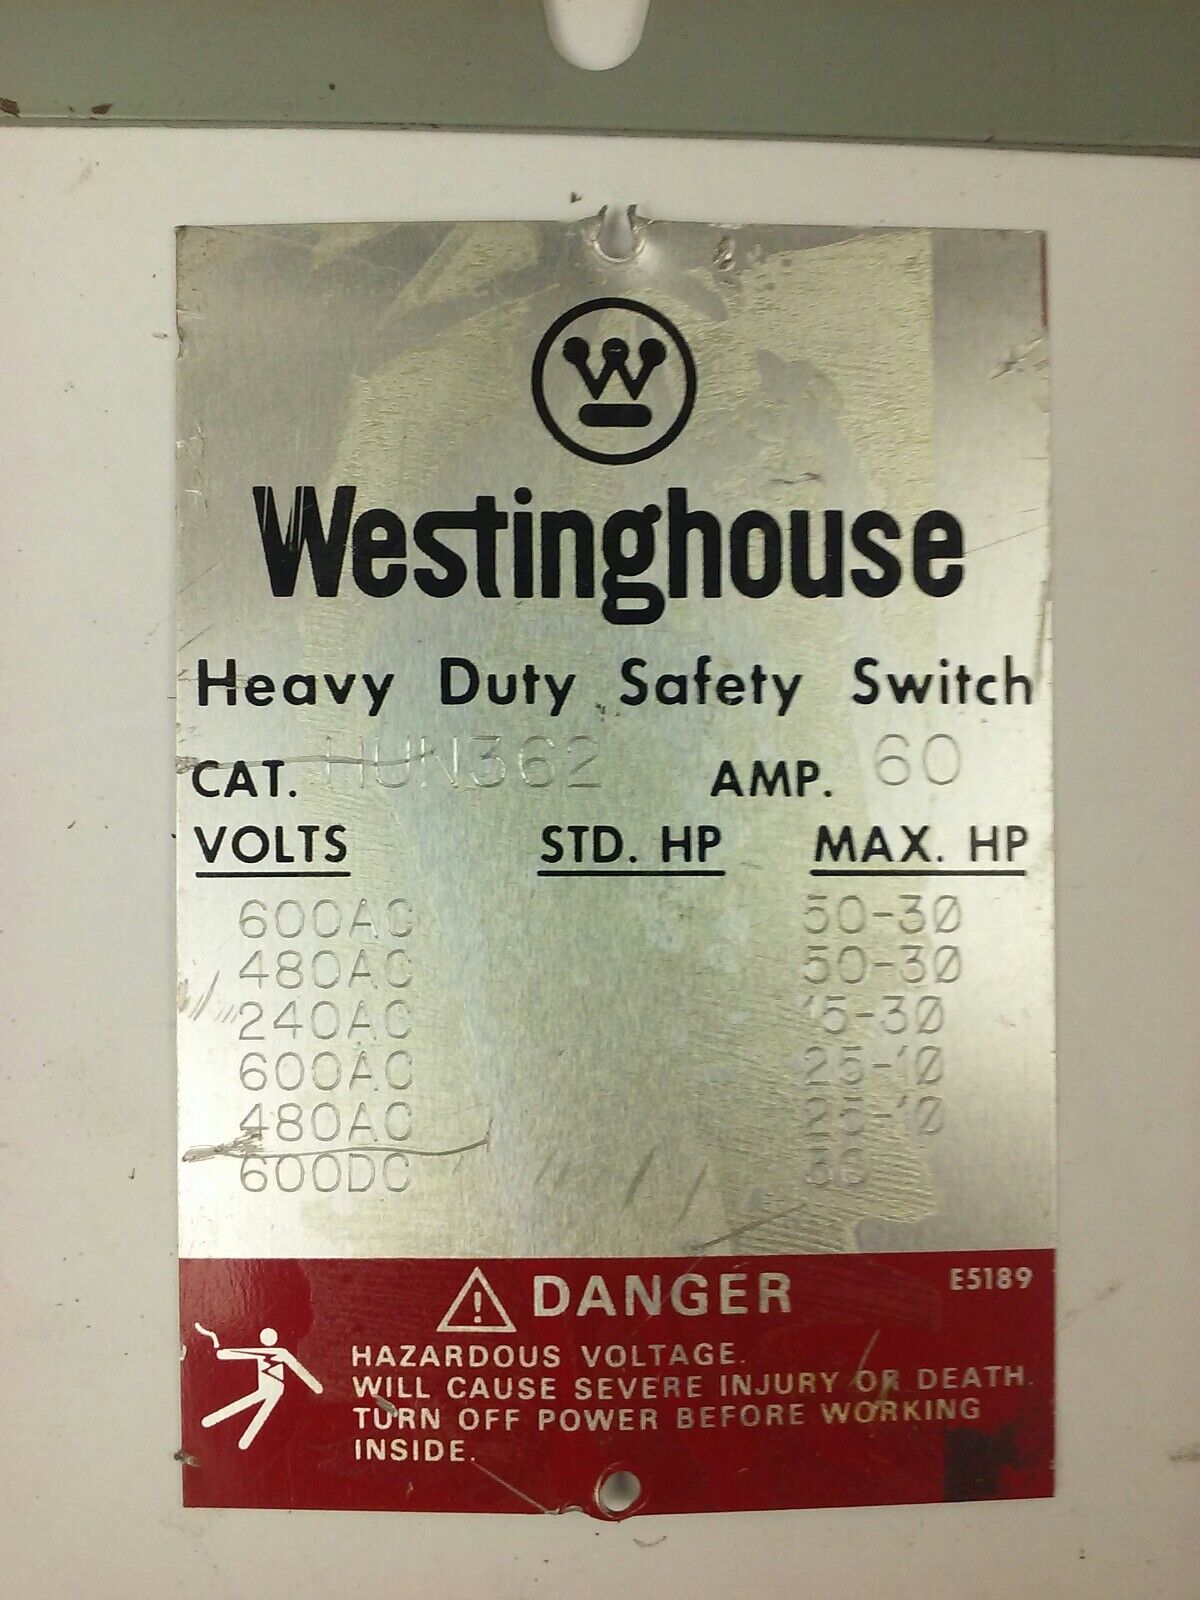 Westinghouse
Heavy Duty Safety Switch
CAT. HUN362 AMP. 60
VOLTS STD. HP MAX. HP
600AC 50-30
480AC 50-30
240AC 15-30
600AC 25-10
480AC 25-10
600DC 30
DANGER E5189
HAZARDOUS VOLTAGE.
WILL CAUSE SEVERE INJURY OR DEATH.
TURN OFF POWER BEFORE WORKING
INSIDE.